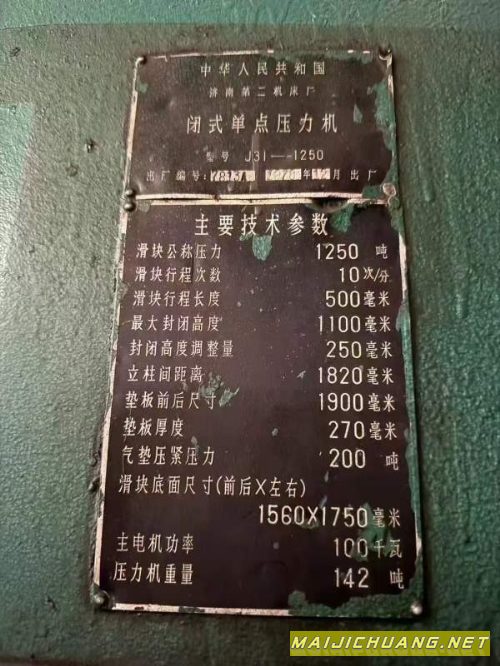 中华人民共和国
济南第二机床厂
闭式单点压力机
型号 J31—1250
出厂编号: 年12月出厂
主要技术参数
滑块公称压力 1250 吨
滑块行程次数 10次/分
滑块行程长度 500毫米
最大封闭高度 1100毫米
封闭高度调整量 250毫米
立柱间距离 1820毫米
垫板前后尺寸 1900毫米
垫板厚度 270毫米
气垫压紧压力 200 吨
滑块底面尺寸(前后X左右)
1560X1750毫米
主电机功率 100千瓦
压力机重量 142 吨
MAIJICHUANG.NET